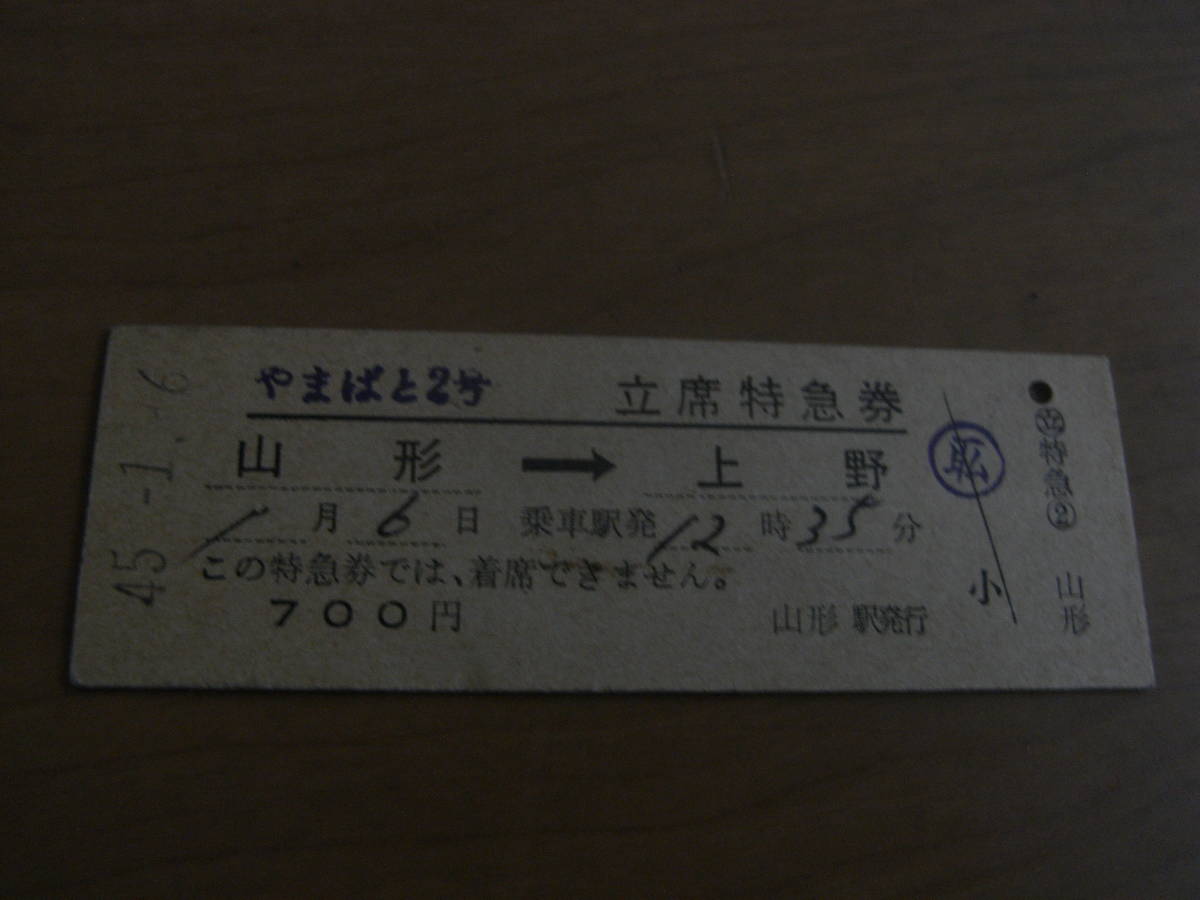 45-1.-6
やまばと2号 立席特急券
山形 → 上野
1月6日 乗車駅発12時35分
この特急券では、着席できません。
700円 山形 駅発行
小
特急②
山形